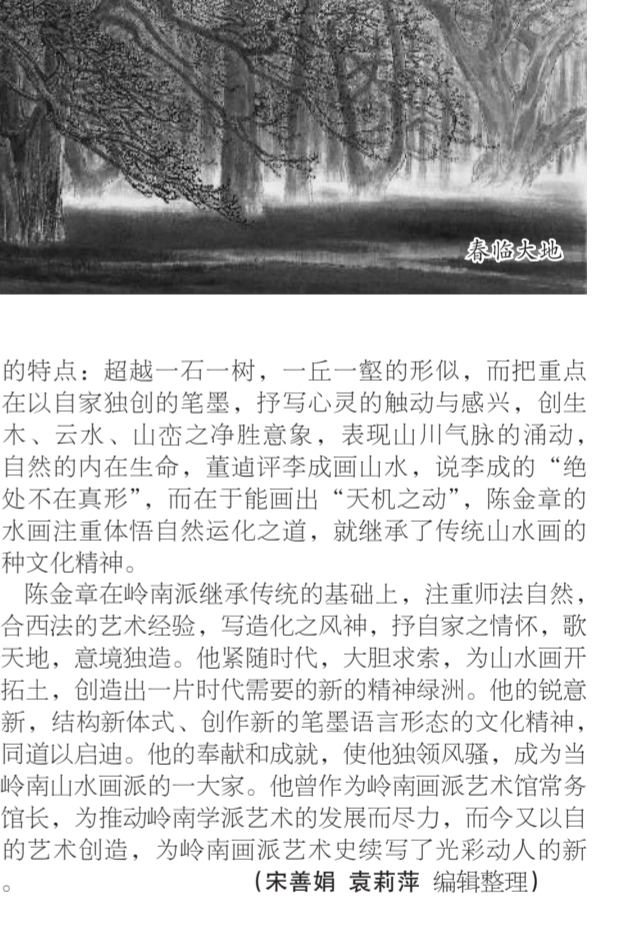 春临大地
的特点：超越一石一树，一丘一壑的形似，而把重点
在以自家独创的笔墨，抒写心灵的触动与感兴，创生
木、云水、山峦之净胜意象，表现山川气脉的涌动，
自然的内在生命，董逌评李成画山水，说李成的“绝
处不在真形”，而在于能画出“天机之动”，陈金章的
水画注重体悟自然运化之道，就继承了传统山水画的
种文化精神。
陈金章在岭南派继承传统的基础上，注重师法自然，
合西法的艺术经验，写造化之风神，抒自家之情怀，歌
天地，意境独造。他紧随时代，大胆求索，为山水画开
拓土，创造出一片时代需要的新的精神绿洲。他的锐意
新，结构新体式、创作新的笔墨语言形态的文化精神，
同道以启迪。他的奉献和成就，使他独领风骚，成为当
岭南山水画派的一大家。他曾作为岭南画派艺术馆常务
馆长，为推动岭南学派艺术的发展而尽力，而今又以自
的艺术创造，为岭南画派艺术史续写了光彩动人的新
。
（宋善娟 袁莉萍 编辑整理）